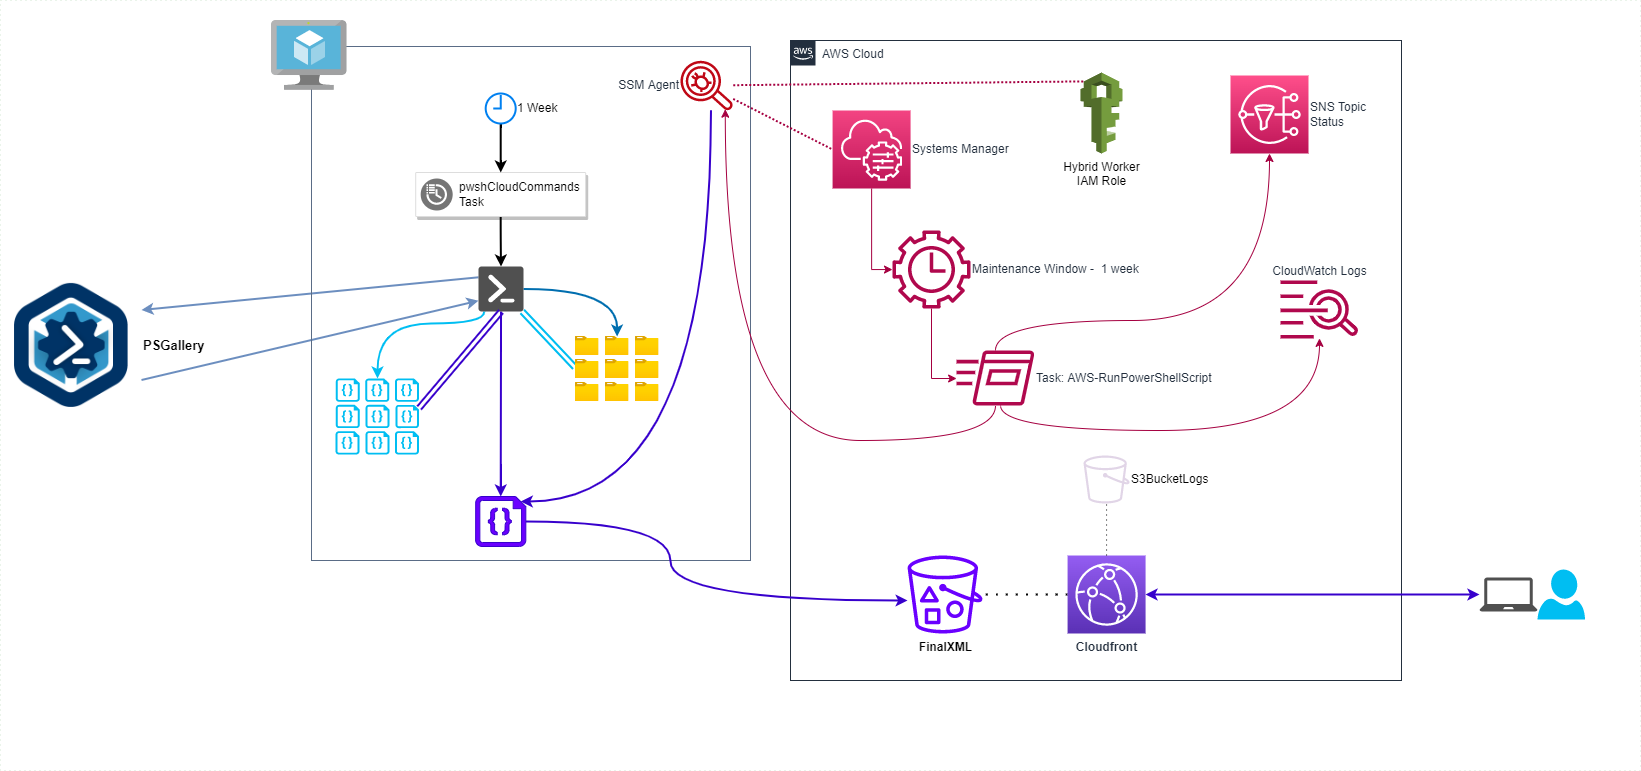 aws
AWS Cloud
SSM Agent
1 Week
SNS Topic
Status
Systems Manager
Hybrid Worker
IAM Role
pwshCloudCommands
Task
Maintenance Window -  1 week
CloudWatch Logs
PSGallery
Task: AWS-RunPowerShellScript
S3BucketLogs
FinalXML
Cloudfront